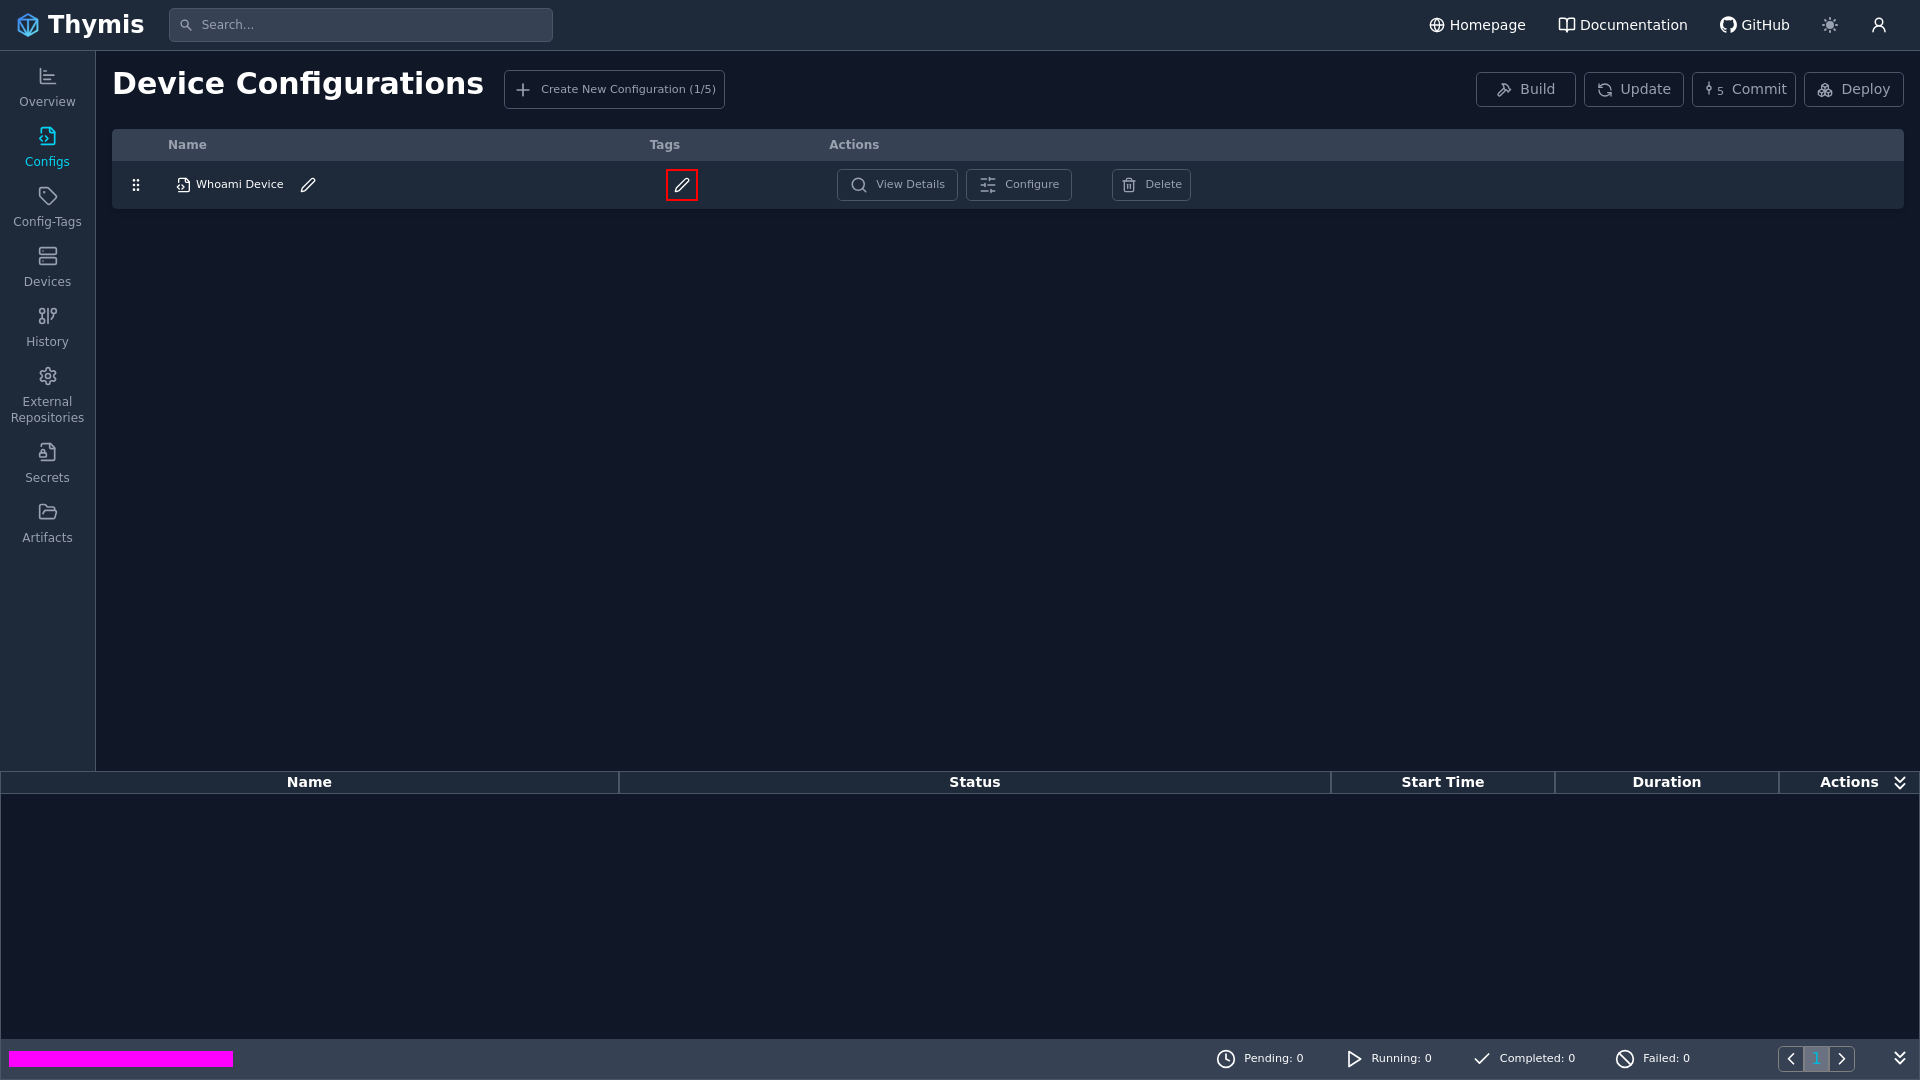 Thymis
Search...
Homepage
Documentation
GitHub
Overview
Configs
Config-Tags
Devices
History
External
Repositories
Secrets
Artifacts
Device Configurations
Create New Configuration (1/5)
Build
Update
5 Commit
Deploy
Name Tags Actions
Whoami Device
View Details
Configure
Delete
Name Status Start Time Duration Actions
Pending: 0
Running: 0
Completed: 0
Failed: 0
1